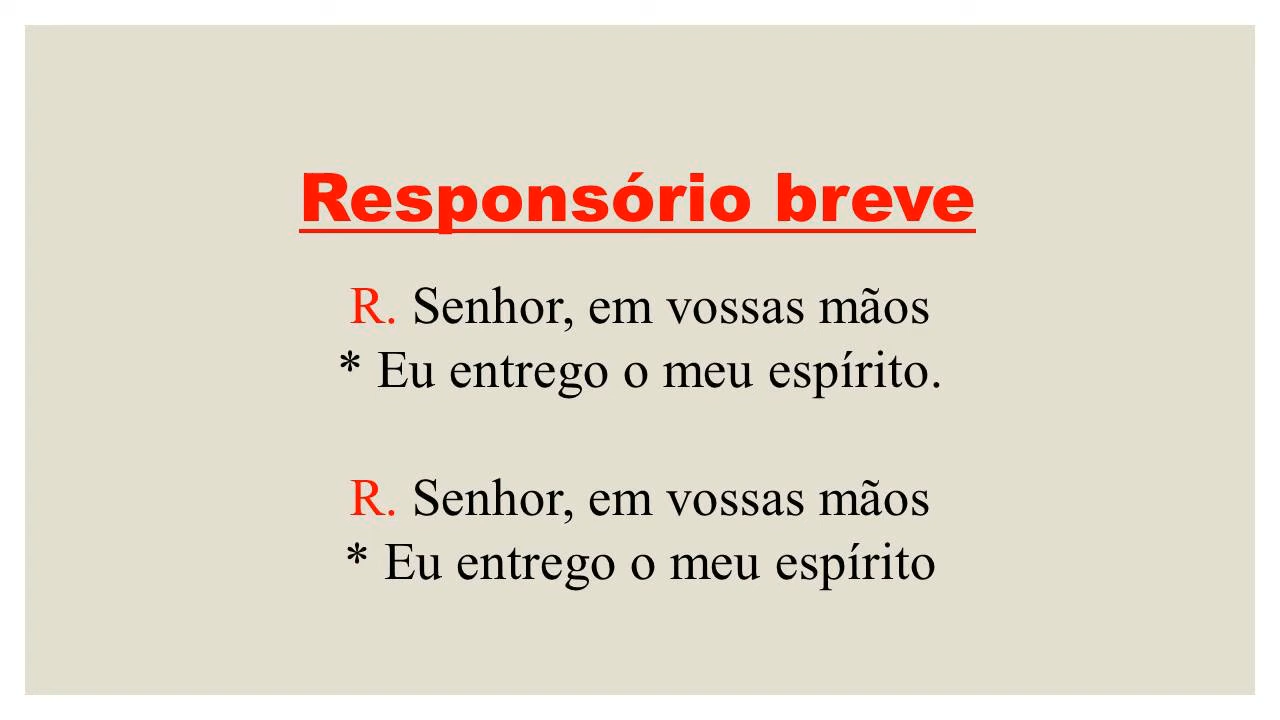 Responsório breve
R. Senhor, em vossas mãos
* Eu entrego o meu espírito.
R. Senhor, em vossas mãos
* Eu entrego o meu espírito